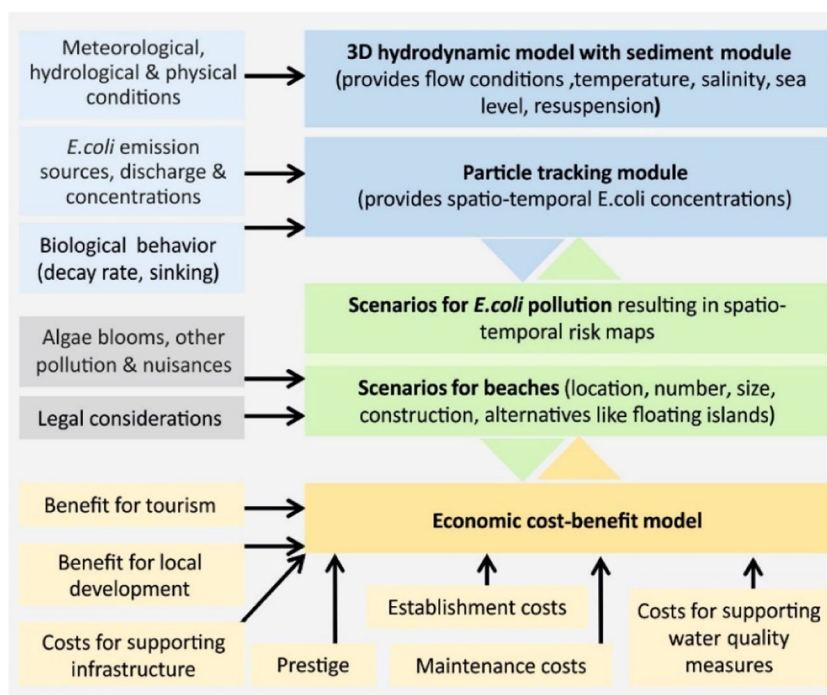 Meteorological,
hydrological & physical
conditions
3D hydrodynamic model with sediment module
(provides flow conditions ,temperature, salinity, sea
level, resuspension)
E.coli emission
sources, discharge &
concentrations
Particle tracking module
(provides spatio-temporal E.coli concentrations)
Biological behavior
(decay rate, sinking)
Scenarios for E.coli pollution resulting in spatio-
temporal risk maps
Algae blooms, other
pollution & nuisances
Scenarios for beaches (location, number, size,
construction, alternatives like floating islands)
Legal considerations
Benefit for tourism
Economic cost-benefit model
Benefit for local
development
Costs for supporting
infrastructure
Prestige
Establishment costs
Maintenance costs
Costs for supporting
water quality
measures